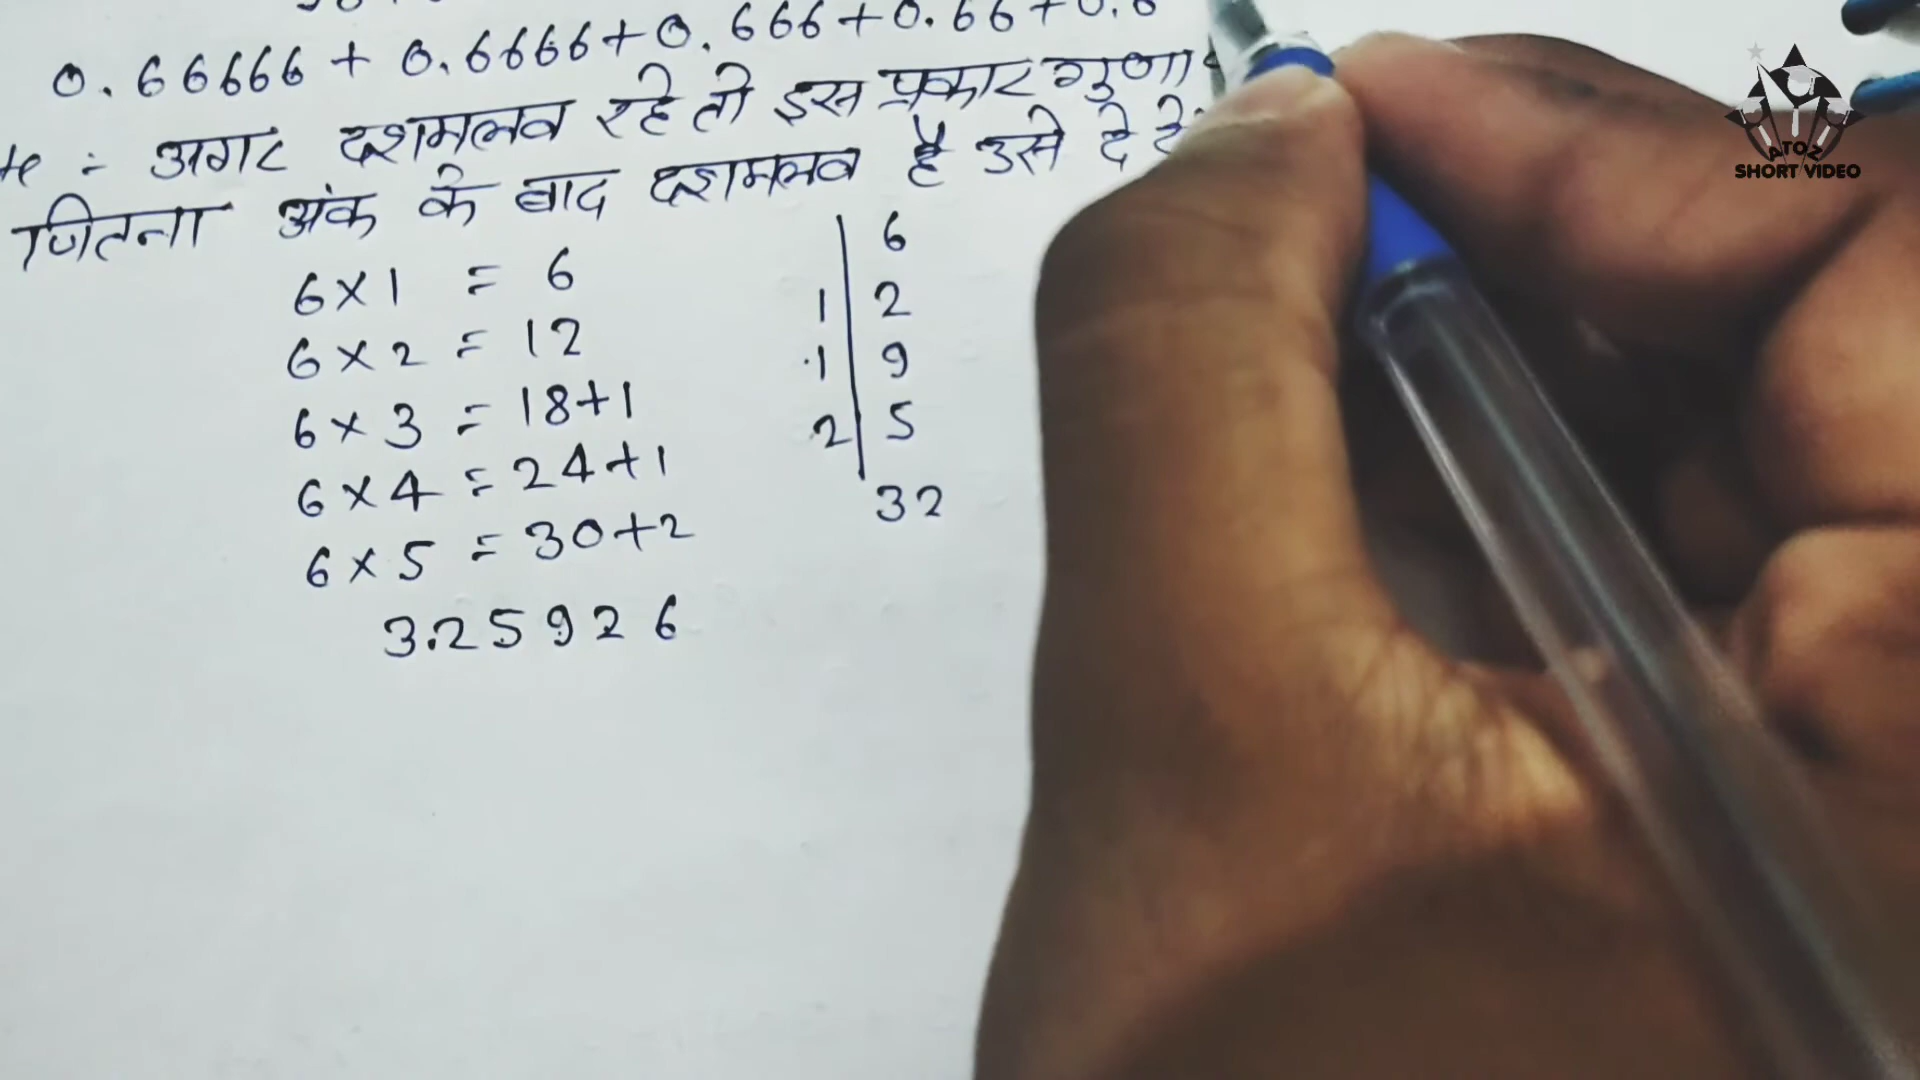 0.66666 + 0.6666 + 0.666 + 0.66 + 0.6
:- अगर दशमलव रहे तो इस प्रकार गुणा
जितना अंक के बाद दशमलव है उसे दे दे
6×1 = 6
6×2 = 12
6×3 = 18+1
6×4 = 24+1
6×5 = 30+2
3.25926
6
1 | 2
1 | 9
2 | 5
32
A TO Z
SHORT VIDEO